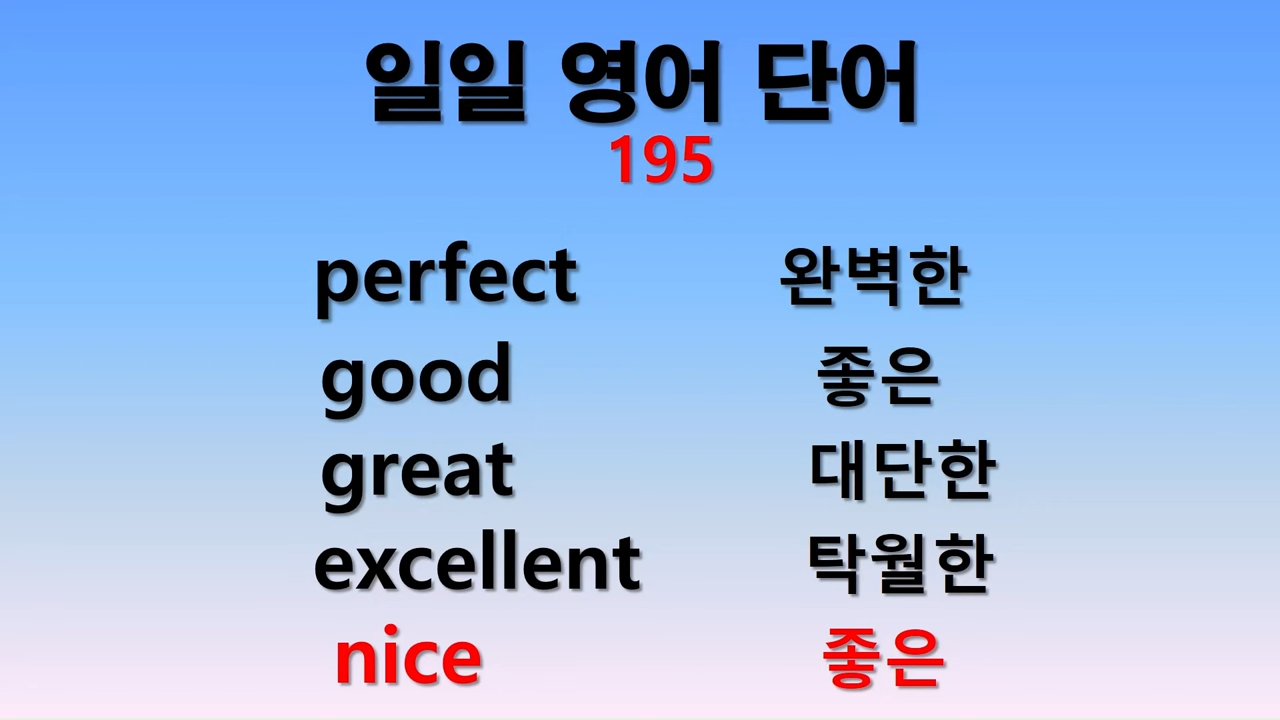 일일 영어 단어
195
perfect 완벽한
good 좋은
great 대단한
excellent 탁월한
nice 좋은